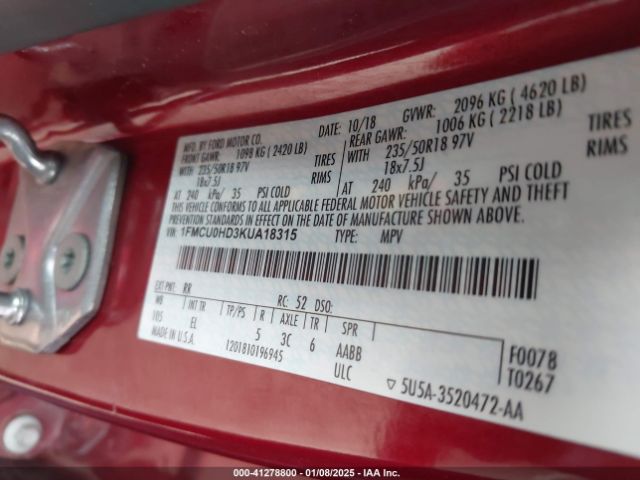 MFD. BY FORD MOTOR CO.
DATE: 10/18 GVWR: 2096 KG ( 4620 LB)
FRONT GAWR: 1098 KG ( 2420 LB) REAR GAWR: 1006 KG ( 2218 LB)
WITH 235/50R18 97V TIRES WITH 235/50R18 97V TIRES
18x7.5J RIMS 18x7.5J RIMS
AT 240 kPa/ 35 PSI COLD AT 240 kPa/ 35 PSI COLD
THIS VEHICLE CONFORMS TO ALL APPLICABLE FEDERAL MOTOR VEHICLE SAFETY AND THEFT
PREVENTION STANDARDS IN EFFECT ON THE DATE OF MANUFACTURE SHOWN ABOVE.
VIN: 1FMCU0HD3KUA18315 TYPE: MPV
EXT PNT: RR RC: 52 DSO:
WB INT TR TP/PS R AXLE TR SPR
105 EL 5 3C 6 AABB
MADE IN U.S.A. 1201810196945 ULC
F0078
T0267
▽ 5U5A-3520472-AA
000-41278800 - 01/08/2025 - IAA Inc.